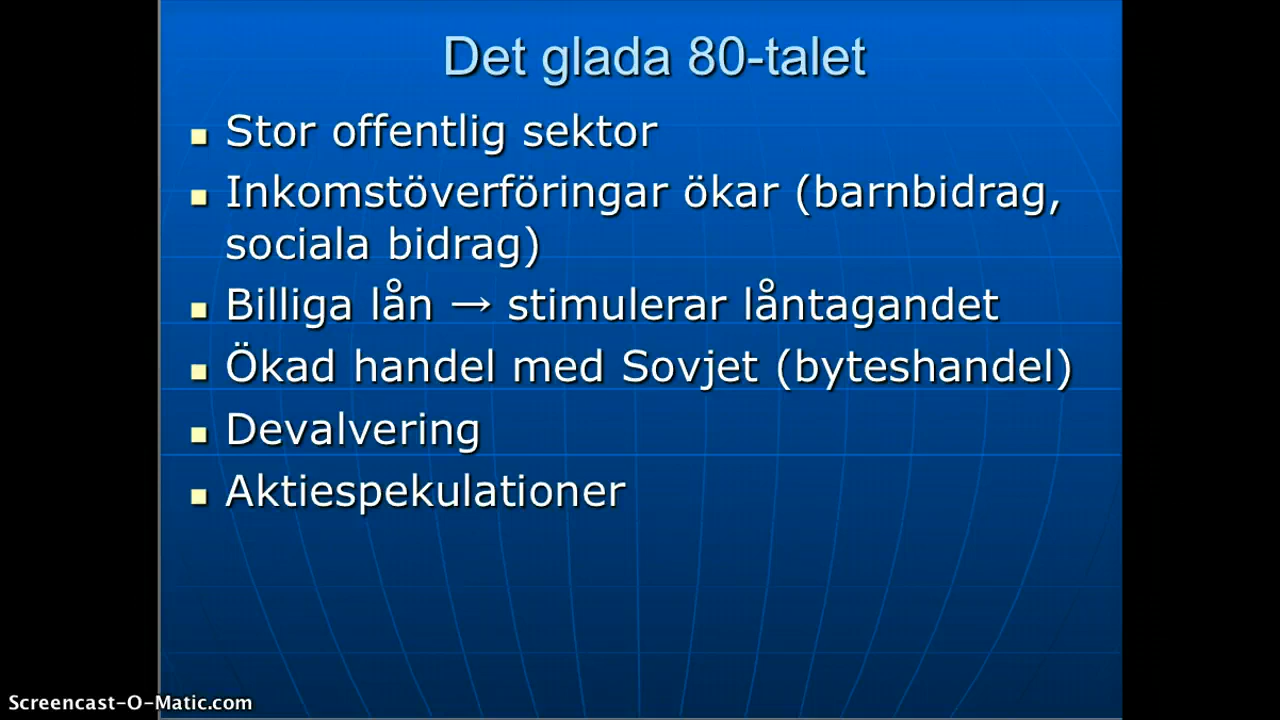 Det glada 80-talet
Stor offentlig sektor
Inkomstöverföringar ökar (barnbidrag,
sociala bidrag)
Billiga lån → stimulerar låntagandet
Ökad handel med Sovjet (byteshandel)
Devalvering
Aktiespekulationer
Screencast-O-Matic.com